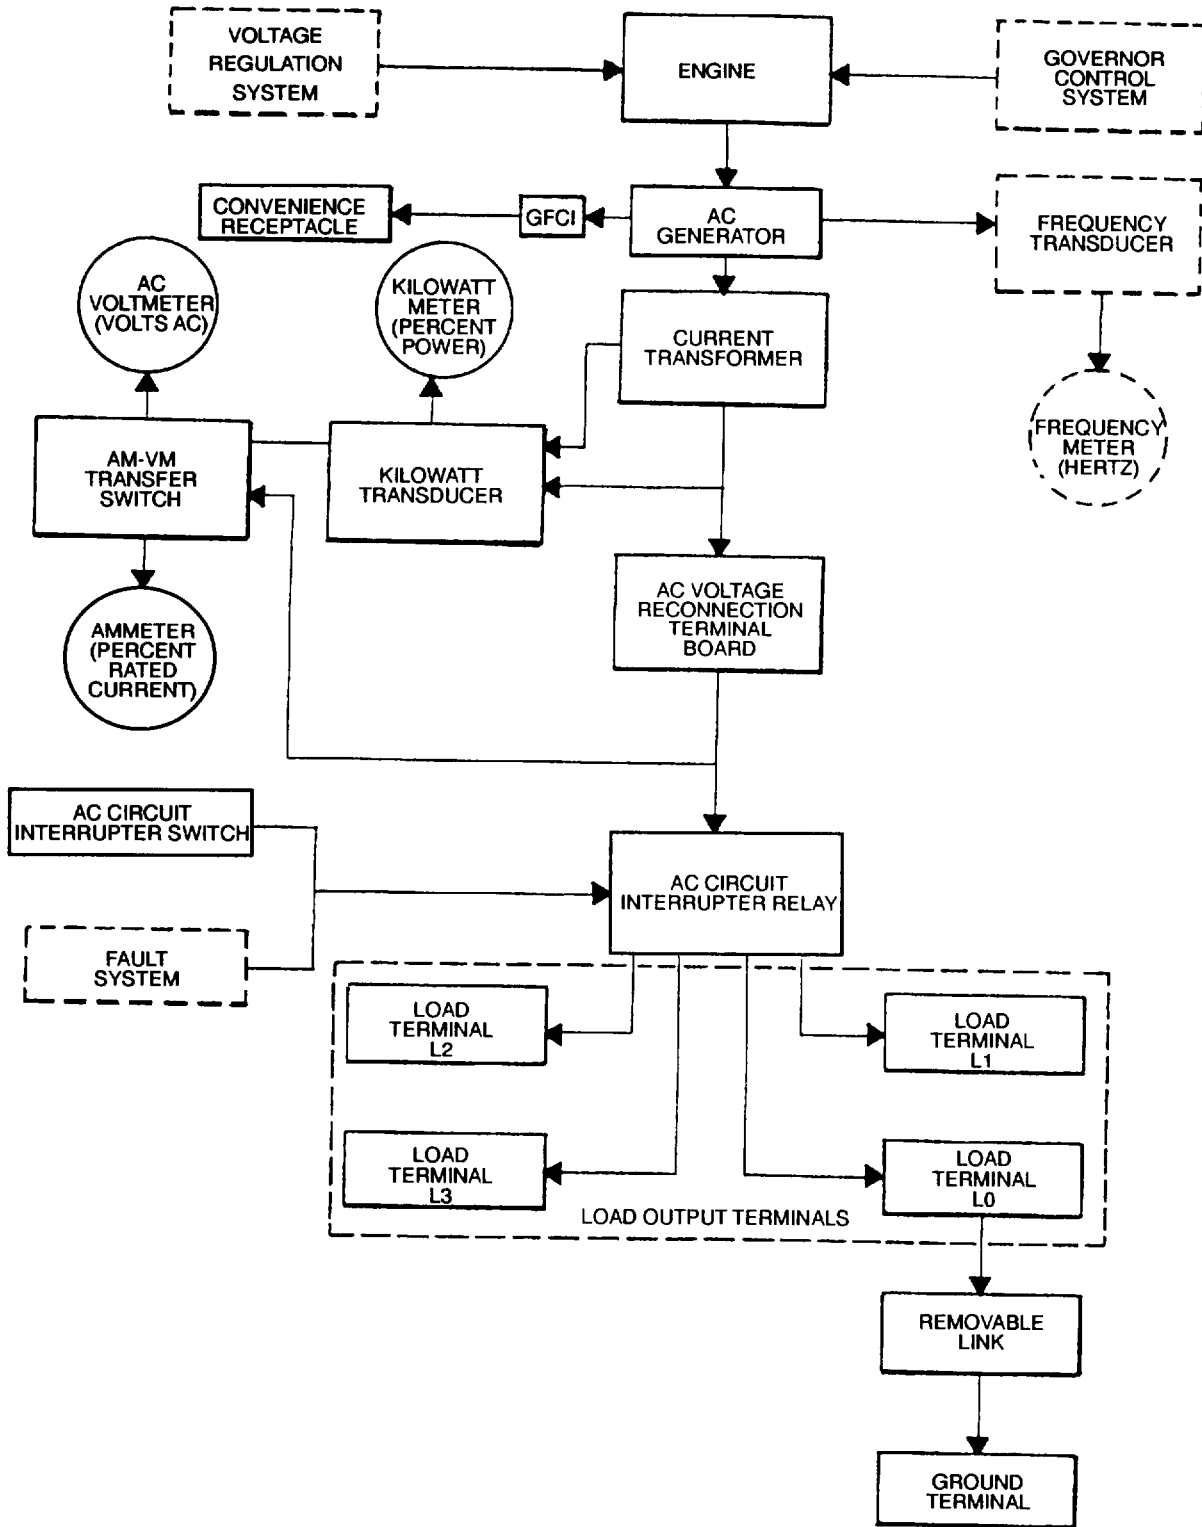 VOLTAGE
REGULATION
SYSTEM
ENGINE
GOVERNOR
CONTROL
SYSTEM
CONVENIENCE
RECEPTACLE
GFCI
AC
GENERATOR
FREQUENCY
TRANSDUCER
AC
VOLTMETER
(VOLTS AC)
KILOWATT
METER
(PERCENT
POWER)
CURRENT
TRANSFORMER
FREQUENCY
METER
(HERTZ)
AM-VM
TRANSFER
SWITCH
KILOWATT
TRANSDUCER
AC VOLTAGE
RECONNECTION
TERMINAL
BOARD
AMMETER
(PERCENT
RATED
CURRENT)
AC CIRCUIT
INTERRUPTER SWITCH
AC CIRCUIT
INTERRUPTER RELAY
FAULT
SYSTEM
LOAD
TERMINAL
L2
LOAD
TERMINAL
L1
LOAD
TERMINAL
L3
LOAD
TERMINAL
L0
LOAD OUTPUT TERMINALS
REMOVABLE
LINK
GROUND
TERMINAL